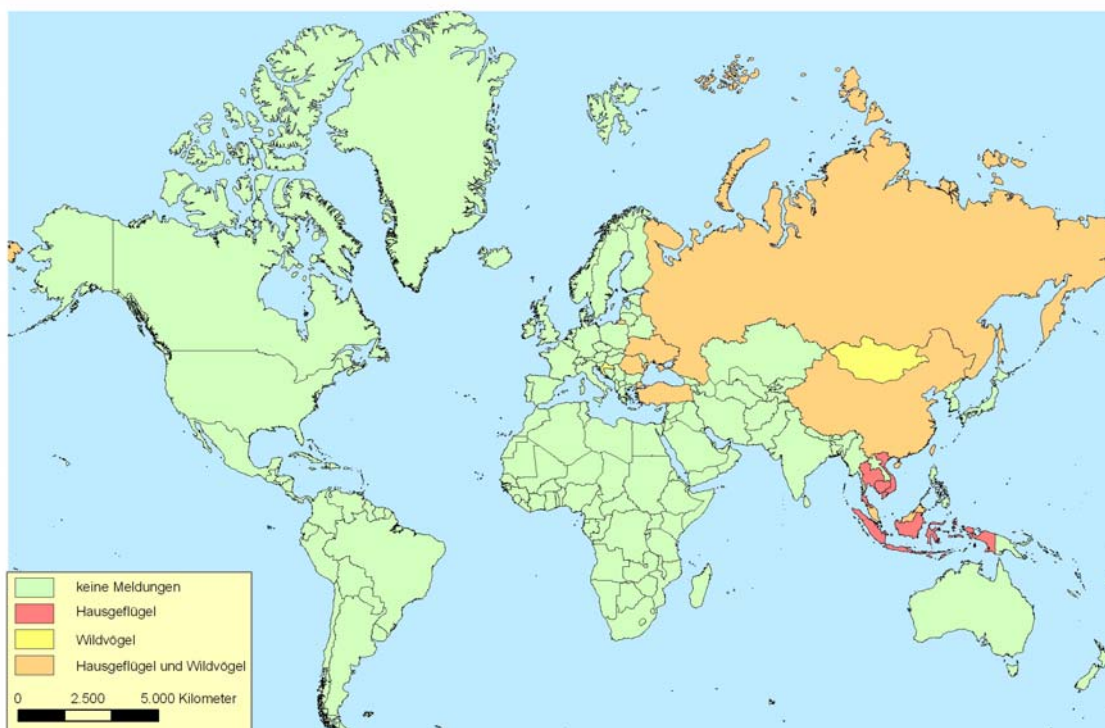 keine Meldungen
Hausgeflügel
Wildvögel
Hausgeflügel und Wildvögel
0 2.500 5.000 Kilometer